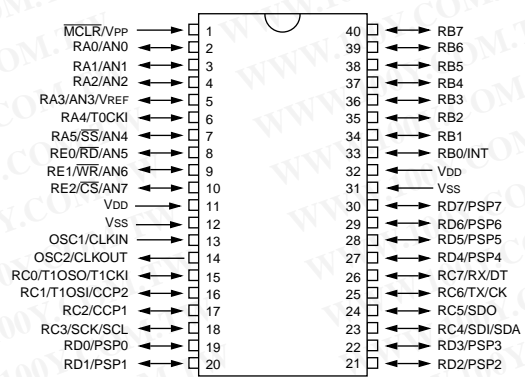 MCLR/VPP 1 40 RB7
RA0/AN0 2 39 RB6
RA1/AN1 3 38 RB5
RA2/AN2 4 37 RB4
RA3/AN3/VREF 5 36 RB3
RA4/T0CKI 6 35 RB2
RA5/SS/AN4 7 34 RB1
RE0/RD/AN5 8 33 RB0/INT
RE1/WR/AN6 9 32 VDD
RE2/CS/AN7 10 31 VSS
VDD 11 30 RD7/PSP7
VSS 12 29 RD6/PSP6
OSC1/CLKIN 13 28 RD5/PSP5
OSC2/CLKOUT 14 27 RD4/PSP4
RC0/T1OSO/T1CKI 15 26 RC7/RX/DT
RC1/T1OSI/CCP2 16 25 RC6/TX/CK
RC2/CCP1 17 24 RC5/SDO
RC3/SCK/SCL 18 23 RC4/SDI/SDA
RD0/PSP0 19 22 RD3/PSP3
RD1/PSP1 20 21 RD2/PSP2